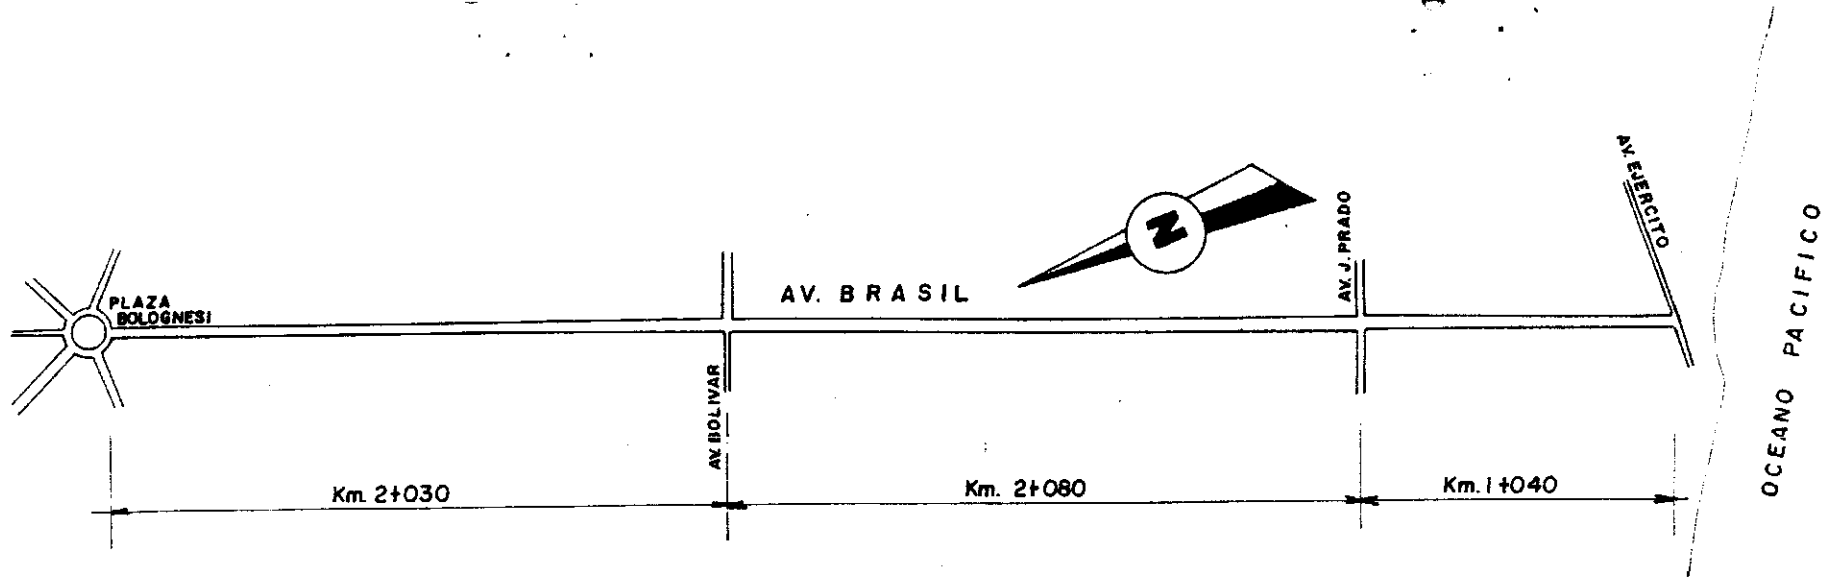 PLAZA
BOLOGNESI
AV. BOLIVAR
AV. BRASIL
N
AV. J. PRADO
AV. EJERCITO
OCEANO PACIFICO
Km. 2+030
Km. 2+080
Km. 1+040